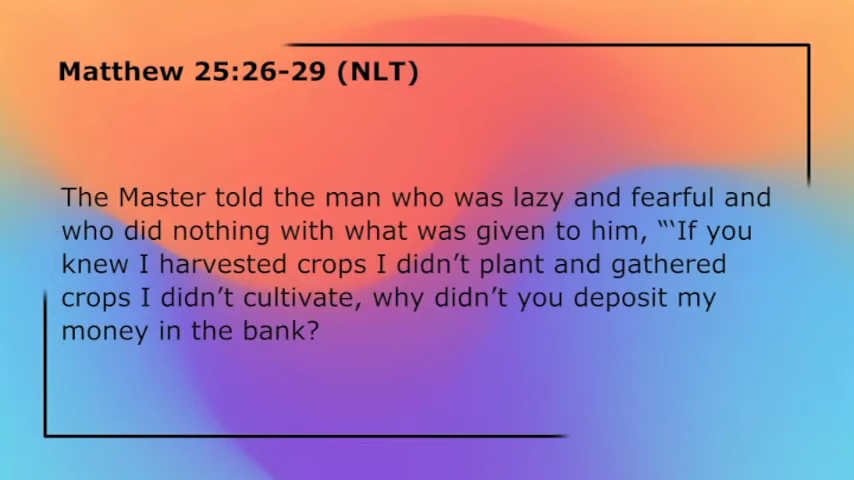 Matthew 25:26-29 (NLT)
The Master told the man who was lazy and fearful and
who did nothing with what was given to him, “‘If you
knew I harvested crops I didn’t plant and gathered
crops I didn’t cultivate, why didn’t you deposit my
money in the bank?